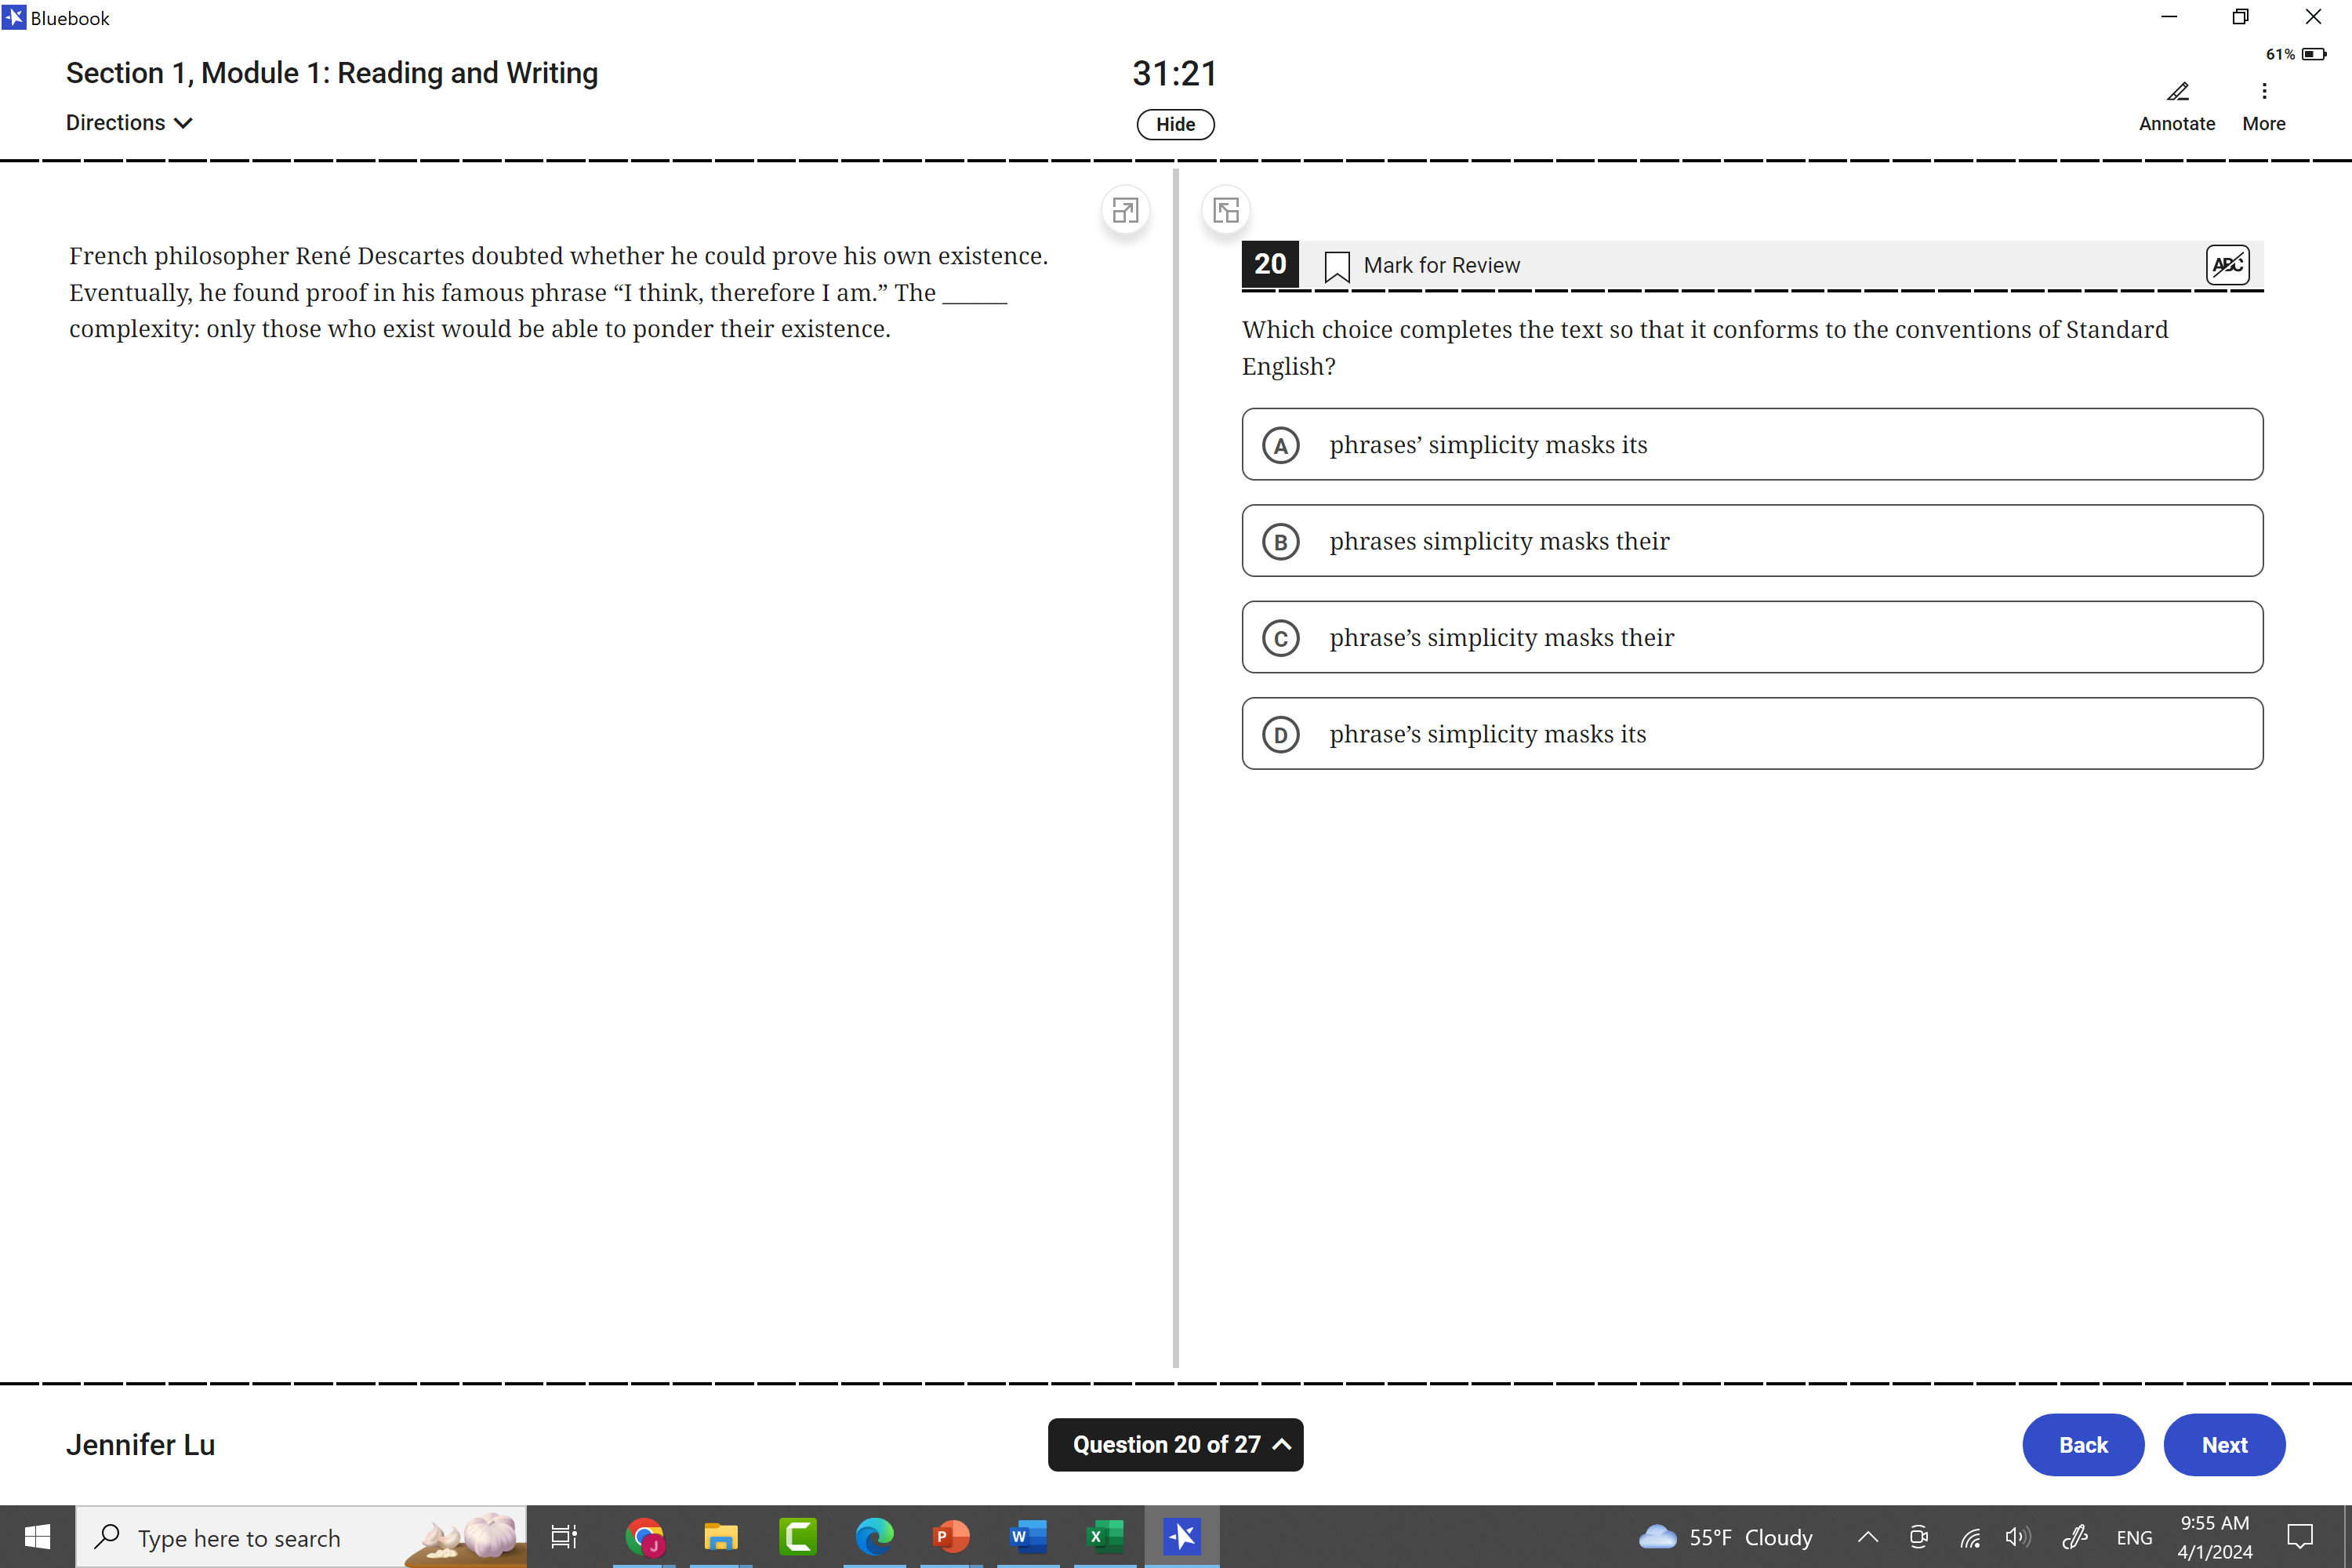 Bluebook
61%
Section 1, Module 1: Reading and Writing
31:21
Directions
Hide
Annotate
More
French philosopher René Descartes doubted whether he could prove his own existence.
Eventually, he found proof in his famous phrase “I think, therefore I am.” The ______
complexity: only those who exist would be able to ponder their existence.
20
Mark for Review
ABC
Which choice completes the text so that it conforms to the conventions of Standard
English?
A phrases’ simplicity masks its
B phrases simplicity masks their
C phrase’s simplicity masks their
D phrase’s simplicity masks its
Jennifer Lu
Question 20 of 27
Back
Next
Type here to search
J
P
W
X
55°F Cloudy
ENG
9:55 AM
4/1/2024